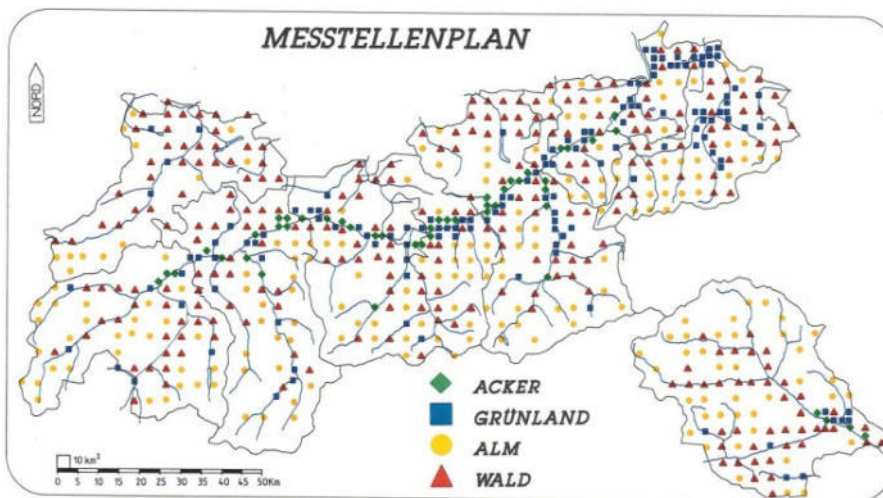 MESSTELLENPLAN
NORD
ACKER
GRÜNLAND
ALM
WALD
10 km²
0 5 10 15 20 25 30 35 40 45 50Km